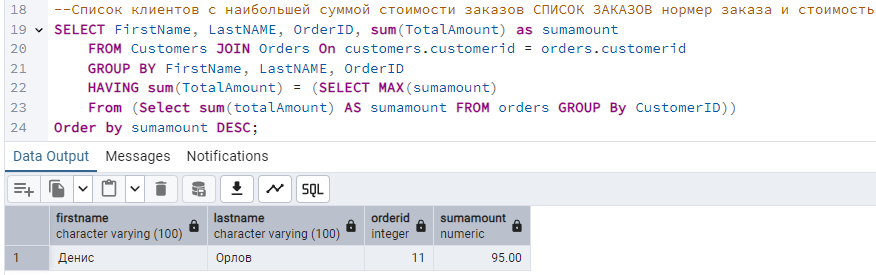 18 --Список клиентов с наибольшей суммой стоимости заказов СПИСОК ЗАКАЗОВ нормер заказа и стоимость
19 SELECT FirstName, LastNAME, OrderID, sum(TotalAmount) as sumamount
20 FROM Customers JOIN Orders On customers.customerid = orders.customerid
21 GROUP BY FirstName, LastNAME, OrderID
22 HAVING sum(TotalAmount) = (SELECT MAX(sumamount)
23 From (Select sum(totalAmount) AS sumamount FROM orders GROUP By CustomerID))
24 Order by sumamount DESC;
Data Output Messages Notifications
SQL
firstname lastname orderid sumamount
character varying (100) character varying (100) integer numeric
1 Денис Орлов 11 95.00